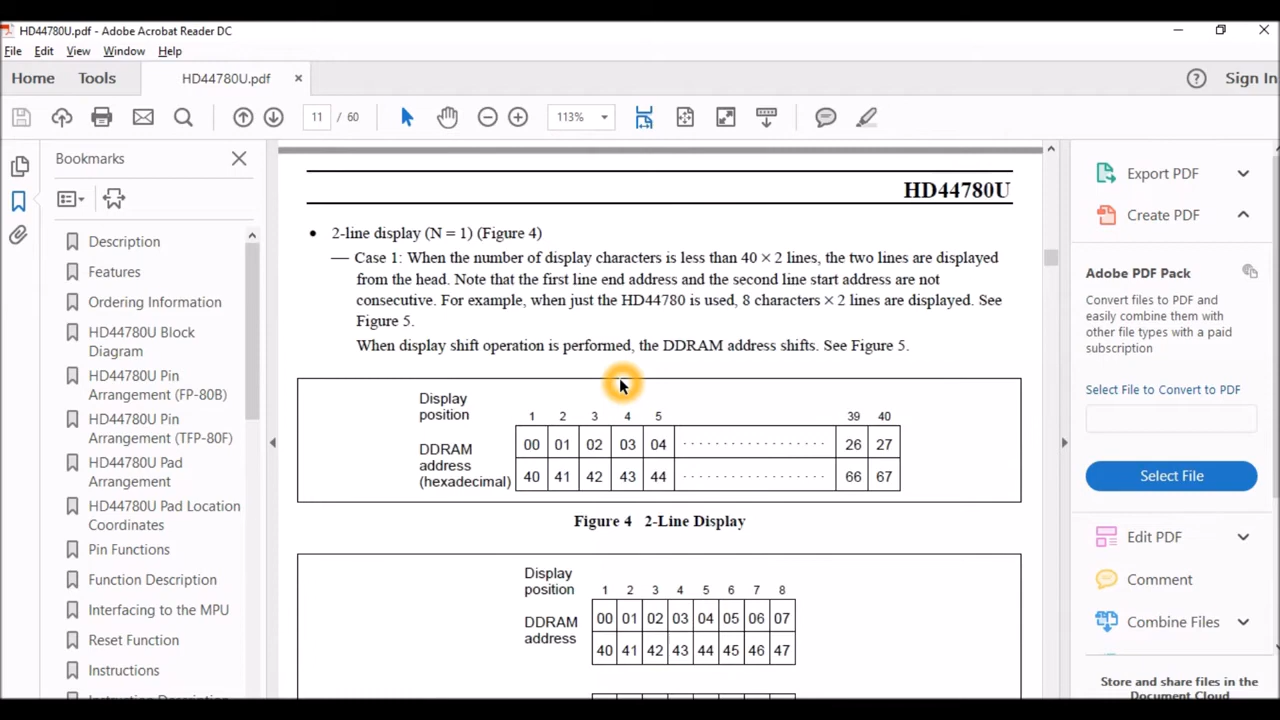 HD44780U.pdf - Adobe Acrobat Reader DC
File Edit View Window Help
Home Tools HD44780U.pdf × Sign In
11 / 60 113%
Bookmarks
Description
Features
Ordering Information
HD44780U Block
Diagram
HD44780U Pin
Arrangement (FP-80B)
HD44780U Pin
Arrangement (TFP-80F)
HD44780U Pad
Arrangement
HD44780U Pad Location
Coordinates
Pin Functions
Function Description
Interfacing to the MPU
Reset Function
Instructions
HD44780U
• 2-line display (N = 1) (Figure 4)
— Case 1: When the number of display characters is less than 40 × 2 lines, the two lines are displayed
from the head. Note that the first line end address and the second line start address are not
consecutive. For example, when just the HD44780 is used, 8 characters × 2 lines are displayed. See
Figure 5.
When display shift operation is performed, the DDRAM address shifts. See Figure 5.
Display
position 1 2 3 4 5 39 40
DDRAM
address
(hexadecimal)
00 01 02 03 04 ........................ 26 27
40 41 42 43 44 ........................ 66 67
Figure 4 2-Line Display
Display
position 1 2 3 4 5 6 7 8
DDRAM
address
00 01 02 03 04 05 06 07
40 41 42 43 44 45 46 47
Export PDF
Create PDF
Adobe PDF Pack
Convert files to PDF and
easily combine them with
other file types with a paid
subscription
Select File to Convert to PDF
Select File
Edit PDF
Comment
Combine Files
Store and share files in the
Document Cloud